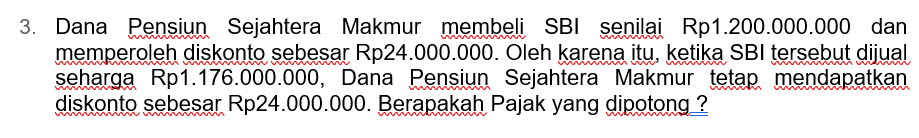 3. Dana Pensiun Sejahtera Makmur membeli SBI senilai Rp1.200.000.000 dan
memperoleh diskonto sebesar Rp24.000.000. Oleh karena itu, ketika SBI tersebut dijual
seharga Rp1.176.000.000, Dana Pensiun Sejahtera Makmur tetap mendapatkan
diskonto sebesar Rp24.000.000. Berapakah Pajak yang dipotong ?